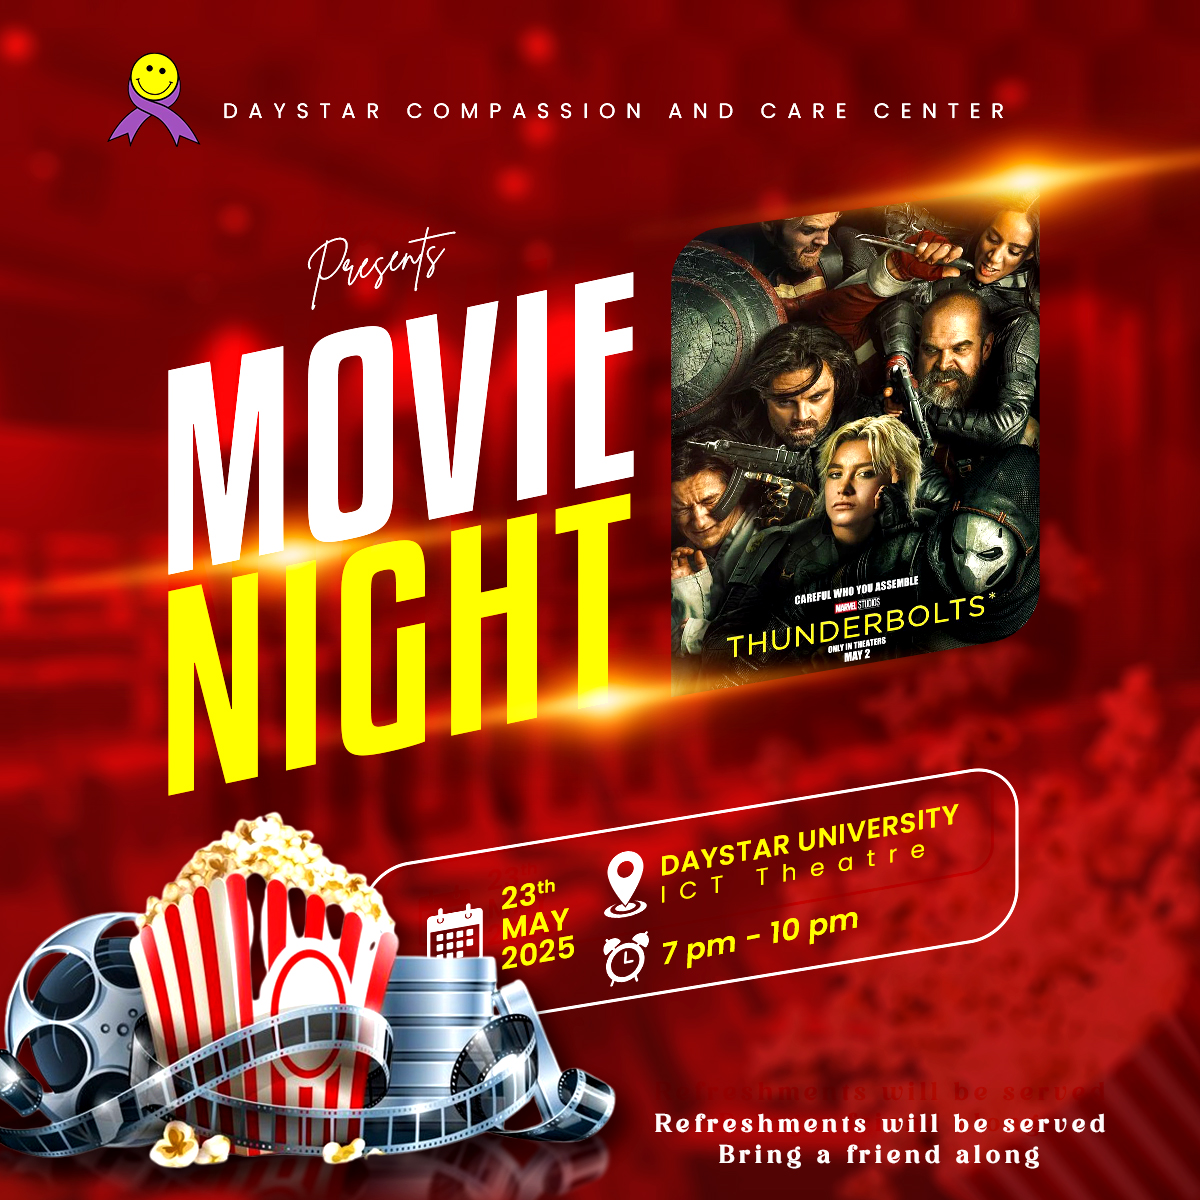 DAYSTAR COMPASSION AND CARE CENTER
Presents
MOVIE
NIGHT
CAREFUL WHO YOU ASSEMBLE
MARVEL STUDIOS
THUNDERBOLTS*
ONLY IN THEATERS
MAY 2
23th
MAY
2025
DAYSTAR UNIVERSITY
ICT Theatre
7 pm - 10 pm
Refreshments will be served
Bring a friend along